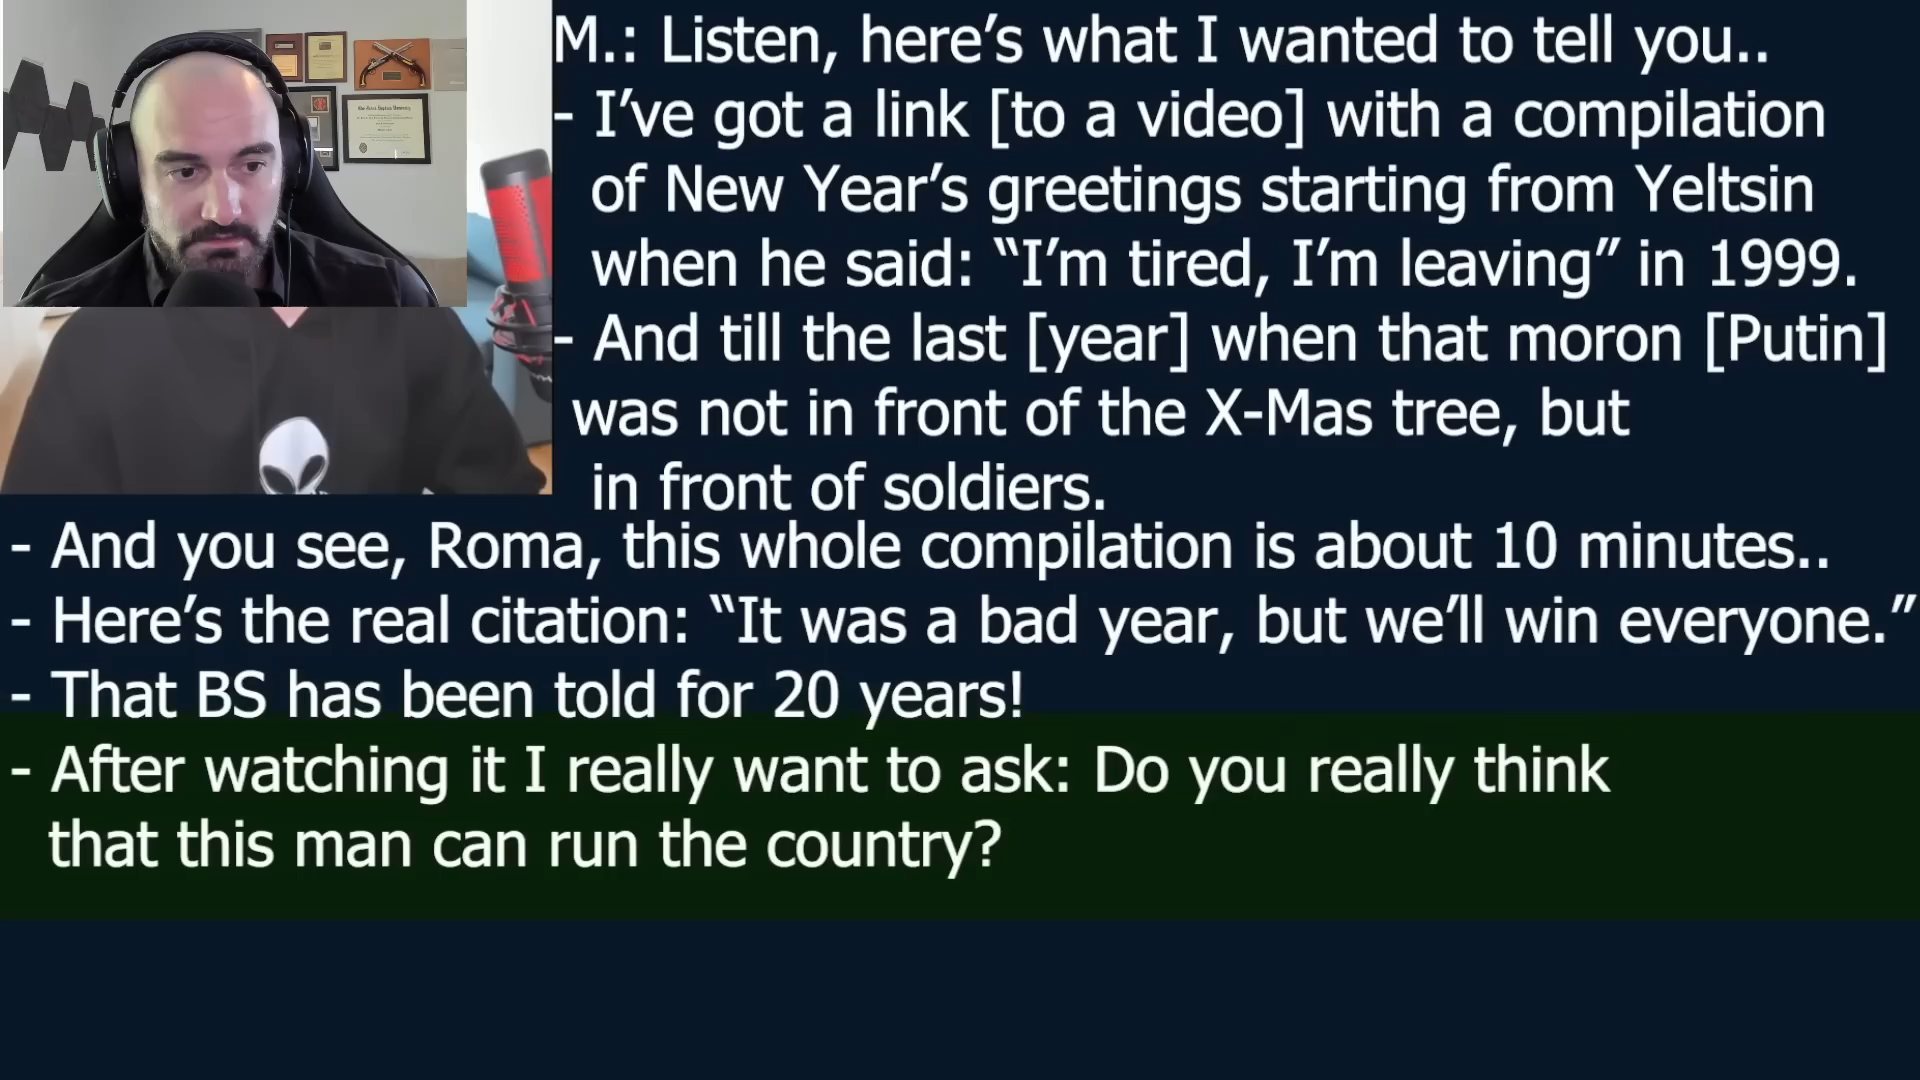 M.: Listen, here’s what I wanted to tell you..
- I’ve got a link [to a video] with a compilation
of New Year’s greetings starting from Yeltsin
when he said: “I’m tired, I’m leaving” in 1999.
- And till the last [year] when that moron [Putin]
was not in front of the X-Mas tree, but
in front of soldiers.
- And you see, Roma, this whole compilation is about 10 minutes..
- Here’s the real citation: “It was a bad year, but we’ll win everyone.”
- That BS has been told for 20 years!
- After watching it I really want to ask: Do you really think
that this man can run the country?